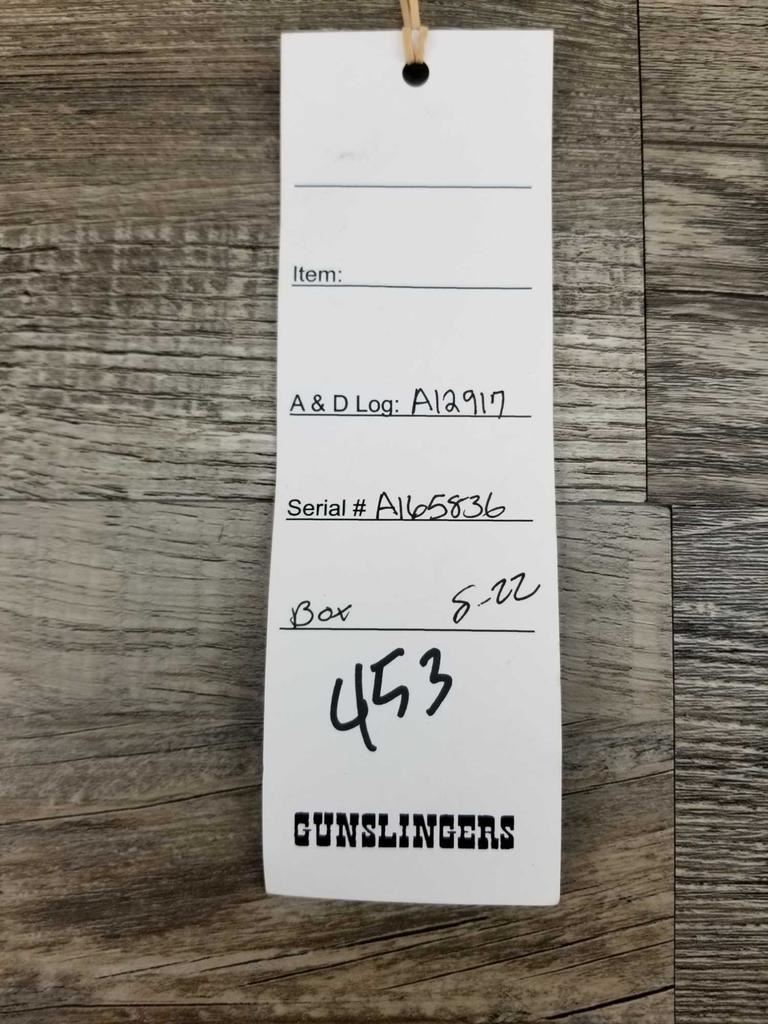 Item:
A & D Log: A12917
Serial # A165836
Box 8-22
453
GUNSLINGERS